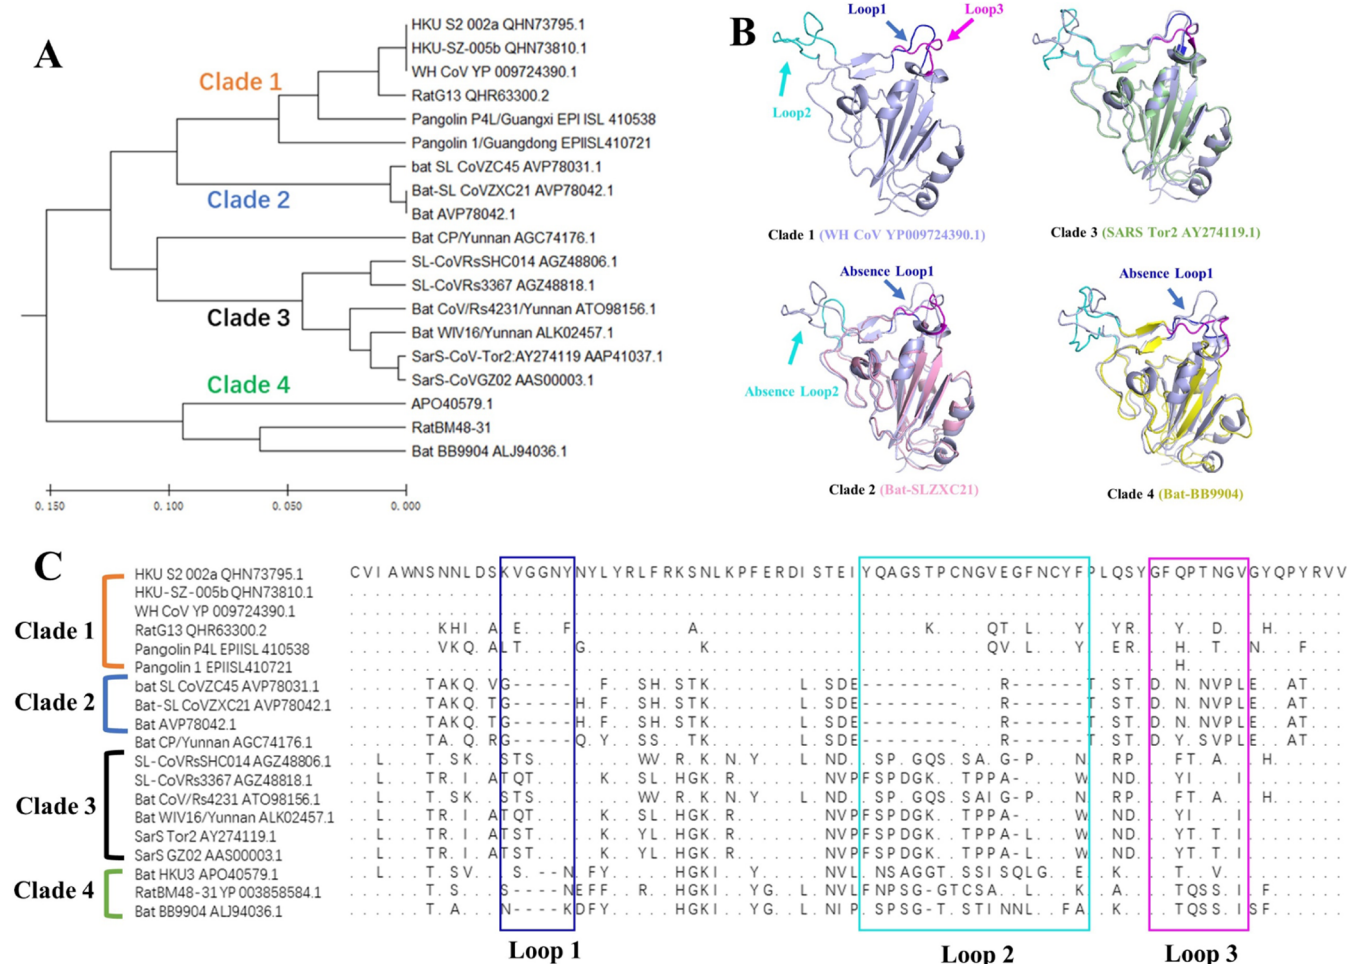 A
HKU S2 002a QHN73795.1
HKU-SZ-005b QHN73810.1
WH CoV YP 009724390.1
RatG13 QHR63300.2
Pangolin P4L/Guangxi EPI ISL 410538
Pangolin 1/Guangdong EPIISL410721
bat SL CoVZC45 AVP78031.1
Bat-SL CoVZXC21 AVP78042.1
Bat AVP78042.1
Bat CP/Yunnan AGC74176.1
SL-CoVRsSHC014 AGZ48806.1
SL-CoVRs3367 AGZ48818.1
Bat CoV/Rs4231/Yunnan ATO98156.1
Bat WIV16/Yunnan ALK02457.1
SarS-CoV-Tor2:AY274119 AAP41037.1
SarS-CoVGZ02 AAS00003.1
APO40579.1
RatBM48-31
Bat BB9904 ALJ94036.1
Clade 1
Clade 2
Clade 3
Clade 4
0.150 0.100 0.050 0.000
B
Loop1
Loop3
Loop2
Clade 1 (WH CoV YP009724390.1)
Clade 3 (SARS Tor2 AY274119.1)
Absence Loop1
Absence Loop2
Clade 2 (Bat-SLZXC21)
Absence Loop1
Clade 4 (Bat-BB9904)
C
Clade 1
Clade 2
Clade 3
Clade 4
HKU S2 002a QHN73795.1 CVIAWNSNNLDSKVGGNYNYLYRLFRKSNLKPFERDISTEIYQAGSTPCNGVEGFNCYFPLQSYGFQPTNGVGYQPYRVV
HKU-SZ-005b QHN73810.1
WH CoV YP 009724390.1
RatG13 QHR63300.2
Pangolin P4L EPIISL 410538
Pangolin 1 EPIISL410721
bat SL CoVZC45 AVP78031.1
Bat-SL CoVZXC21 AVP78042.1
Bat AVP78042.1
Bat CP/Yunnan AGC74176.1
SL-CoVRsSHC014 AGZ48806.1
SL-CoVRs3367 AGZ48818.1
Bat CoV/Rs4231 ATO98156.1
Bat WIV16/Yunnan ALK02457.1
SarS Tor2 AY274119.1
SarS GZ02 AAS00003.1
Bat HKU3 APO40579.1
RatBM48-31 YP 003858584.1
Bat BB9904 ALJ94036.1
Loop 1
Loop 2
Loop 3